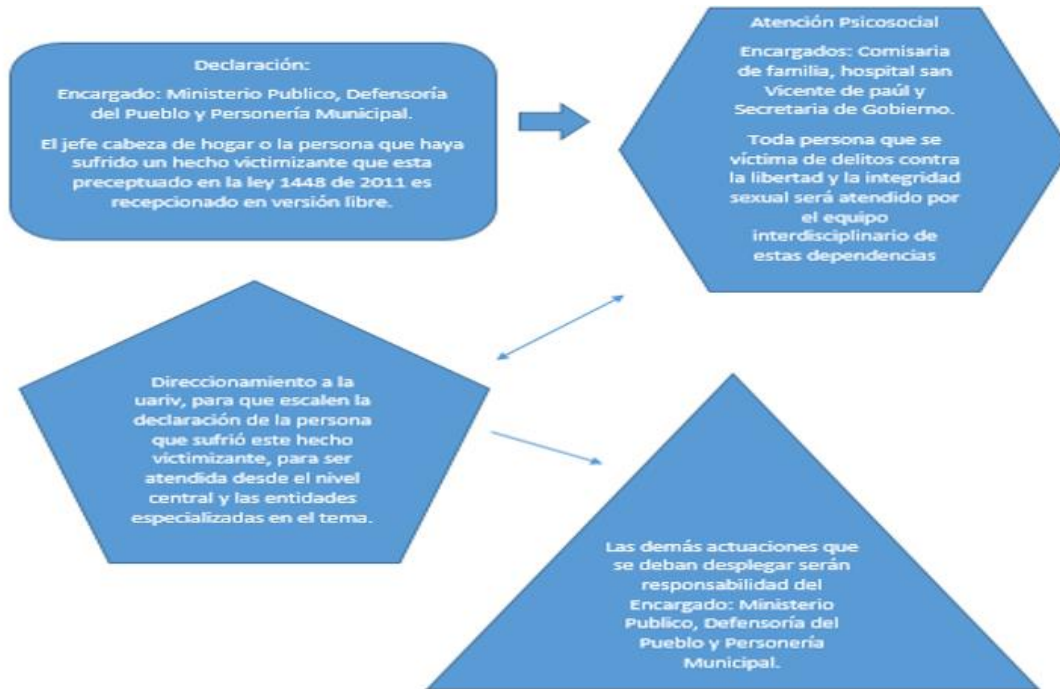 Declaración:
Encargado: Ministerio Publico, Defensoría
del Pueblo y Personería Municipal.
El jefe cabeza de hogar o la persona que haya
sufrido un hecho victimizante que esta
preceptuado en la ley 1448 de 2011 es
recepcionado en versión libre.
Atención Psicosocial
Encargados: Comisaria
de familia, hospital san
Vicente de paúl y
Secretaria de Gobierno.
Toda persona que se
víctima de delitos contra
la libertad y la integridad
sexual será atendido por
el equipo
interdisciplinario de
estas dependencias
Direccionamiento a la
uariv, para que escalen la
declaración de la persona
que sufrió este hecho
victimizante, para ser
atendida desde el nivel
central y las entidades
especializadas en el tema.
Las demás actuaciones que
se deban desplegar serán
responsabilidad del
Encargado: Ministerio
Publico, Defensoría del
Pueblo y Personería
Municipal.